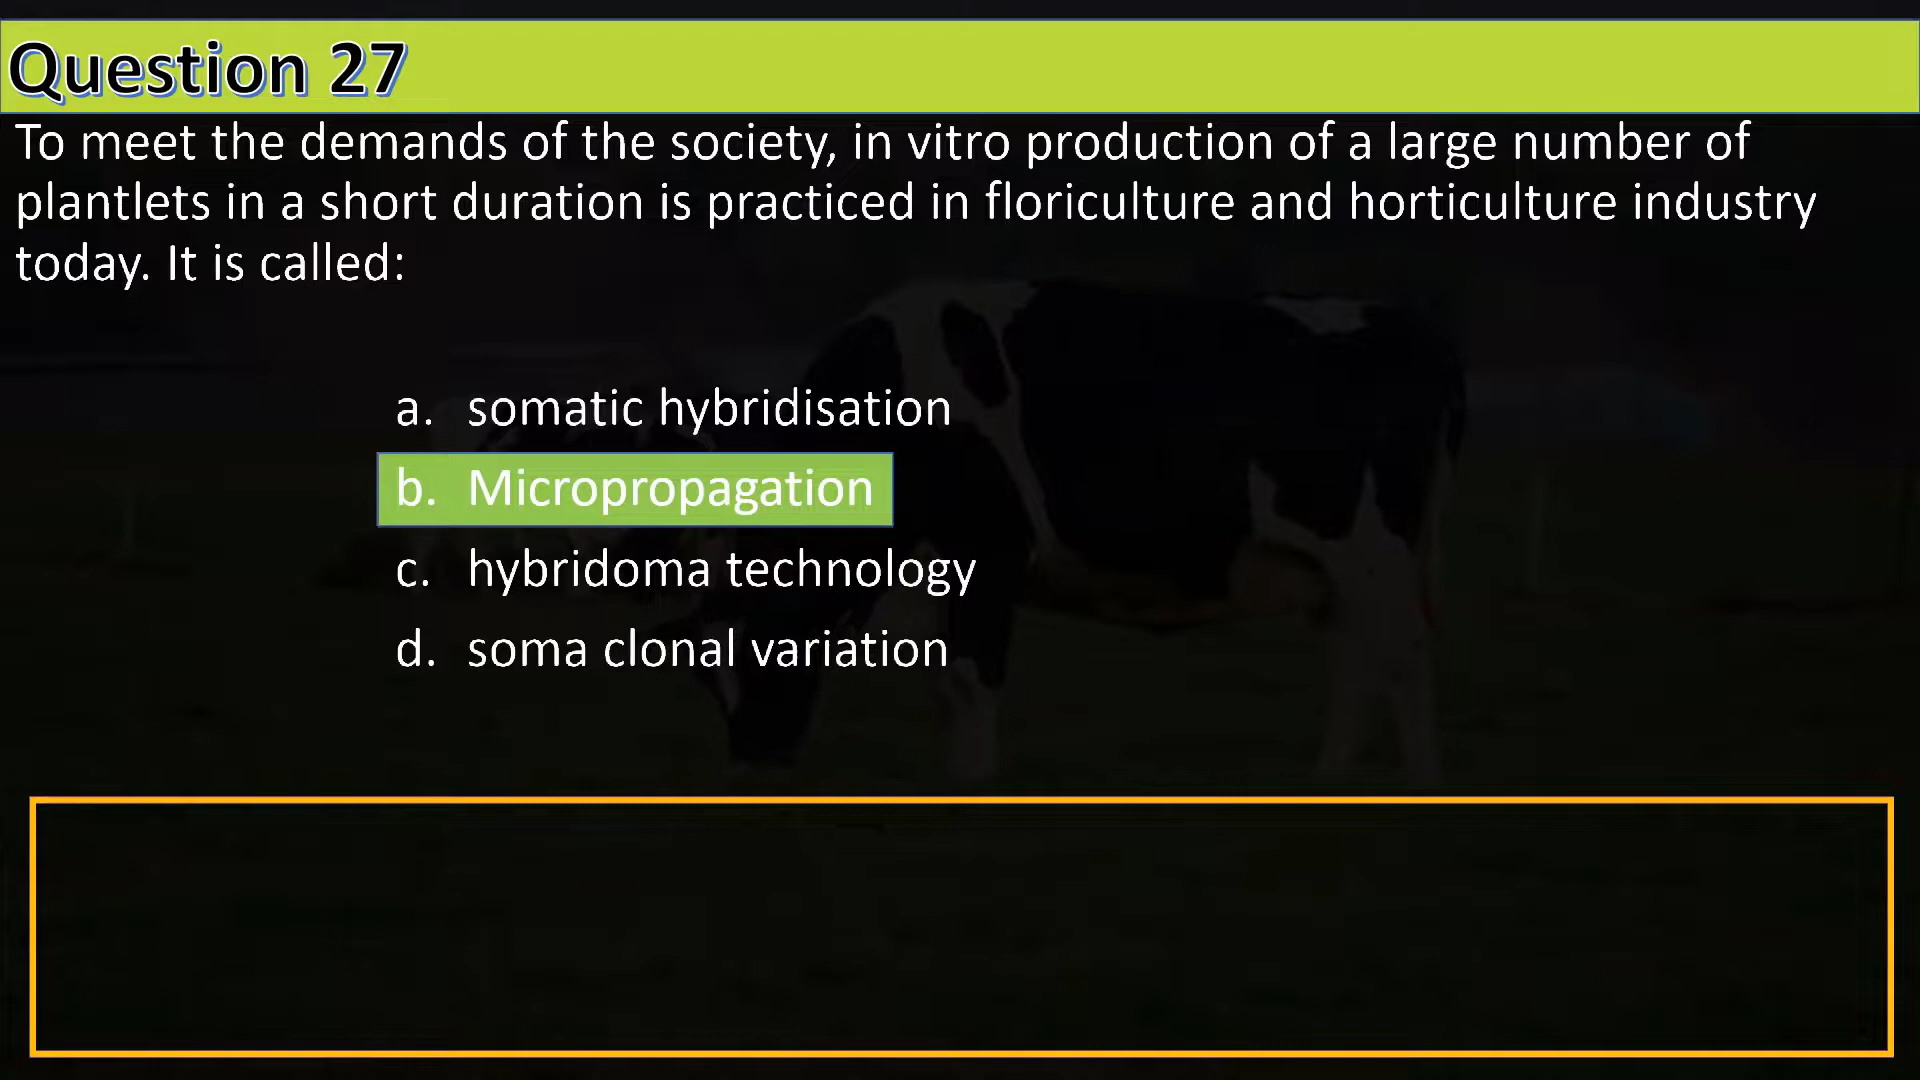 Question 27
To meet the demands of the society, in vitro production of a large number of
plantlets in a short duration is practiced in floriculture and horticulture industry
today. It is called:
a. somatic hybridisation
b. Micropropagation
c. hybridoma technology
d. soma clonal variation